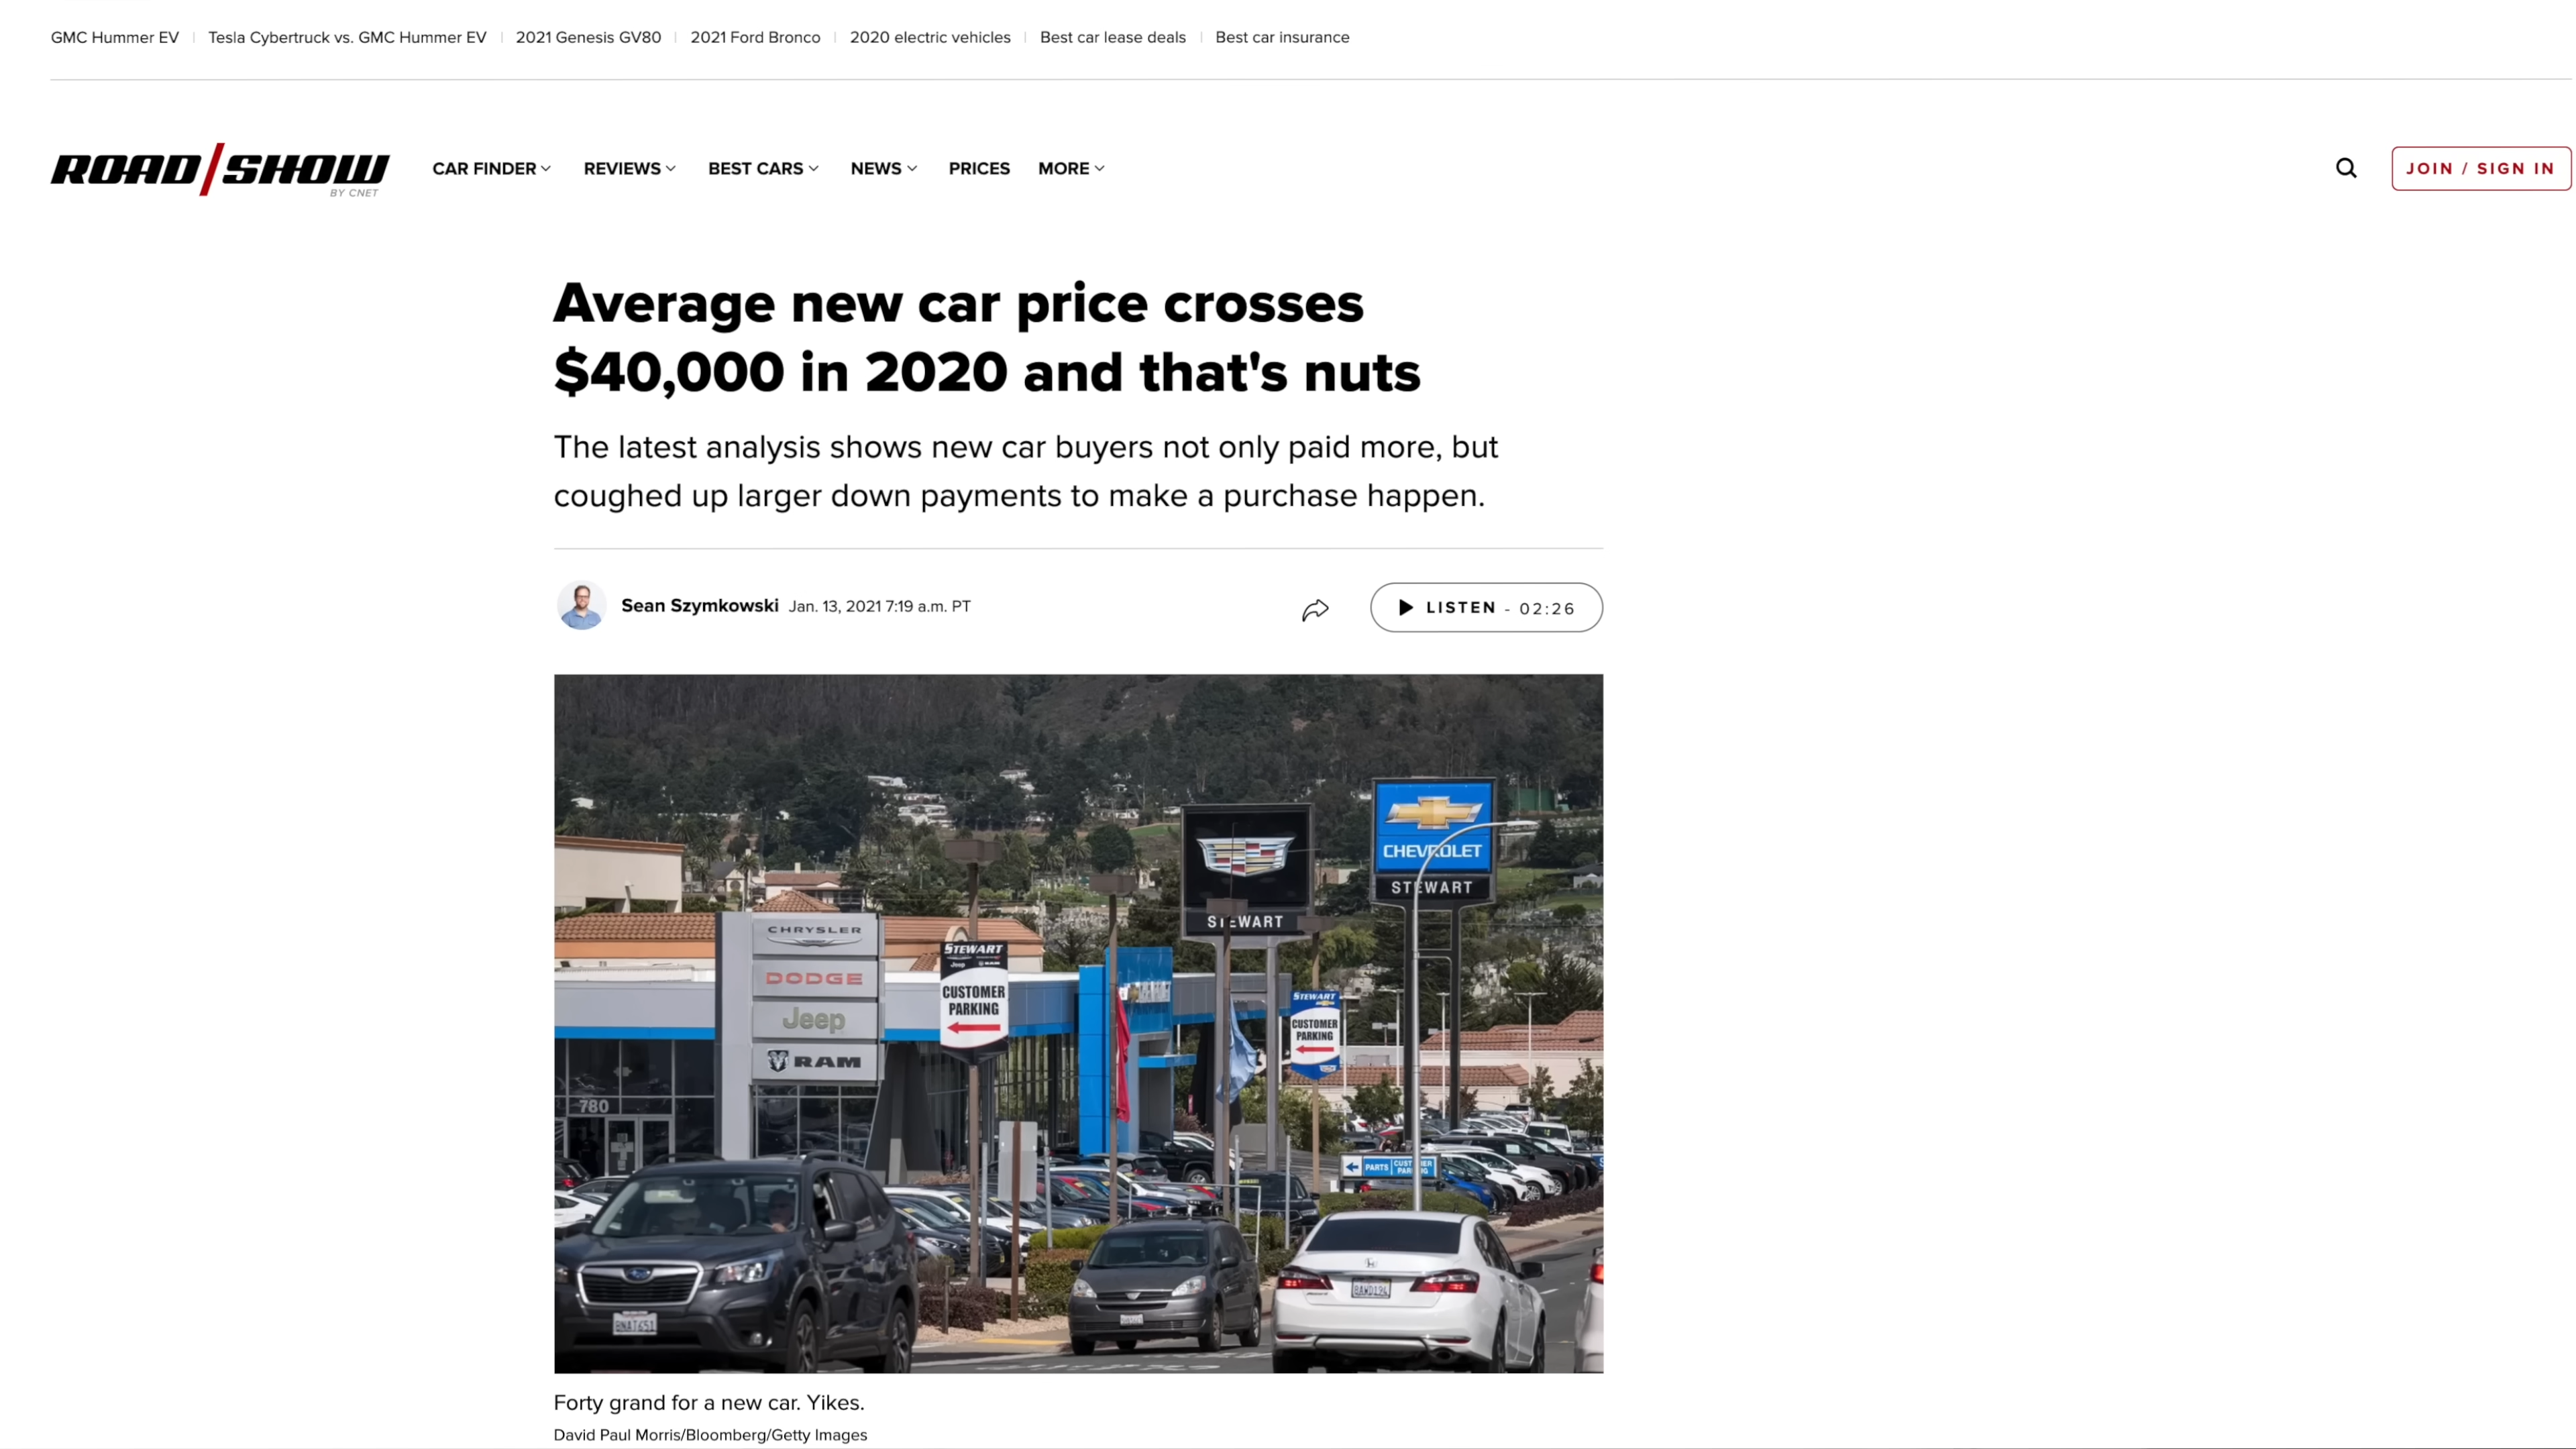 GMC Hummer EV
Tesla Cybertruck vs. GMC Hummer EV
2021 Genesis GV80
2021 Ford Bronco
2020 electric vehicles
Best car lease deals
Best car insurance
ROAD/SHOW
BY CNET
CAR FINDER
REVIEWS
BEST CARS
NEWS
PRICES
MORE
JOIN / SIGN IN
Average new car price crosses
$40,000 in 2020 and that's nuts
The latest analysis shows new car buyers not only paid more, but
coughed up larger down payments to make a purchase happen.
Sean Szymkowski Jan. 13, 2021 7:19 a.m. PT
LISTEN - 02:26
CHEVROLET
STEWART
STEWART
CHRYSLER
DODGE
Jeep
RAM
STEWART
Jeep RAM
CUSTOMER
PARKING
STEWART
CUSTOMER
PARKING
780
PARTS
CUSTOMER
PARKING
Forty grand for a new car. Yikes.
David Paul Morris/Bloomberg/Getty Images